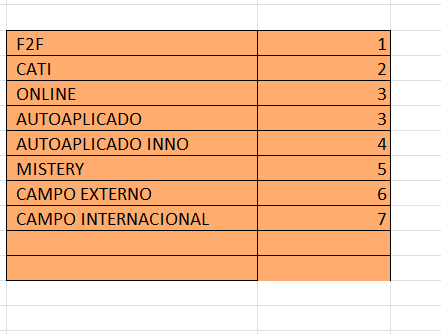 F2F 1
CATI 2
ONLINE 3
AUTOAPLICADO 3
AUTOAPLICADO INNO 4
MISTERY 5
CAMPO EXTERNO 6
CAMPO INTERNACIONAL 7